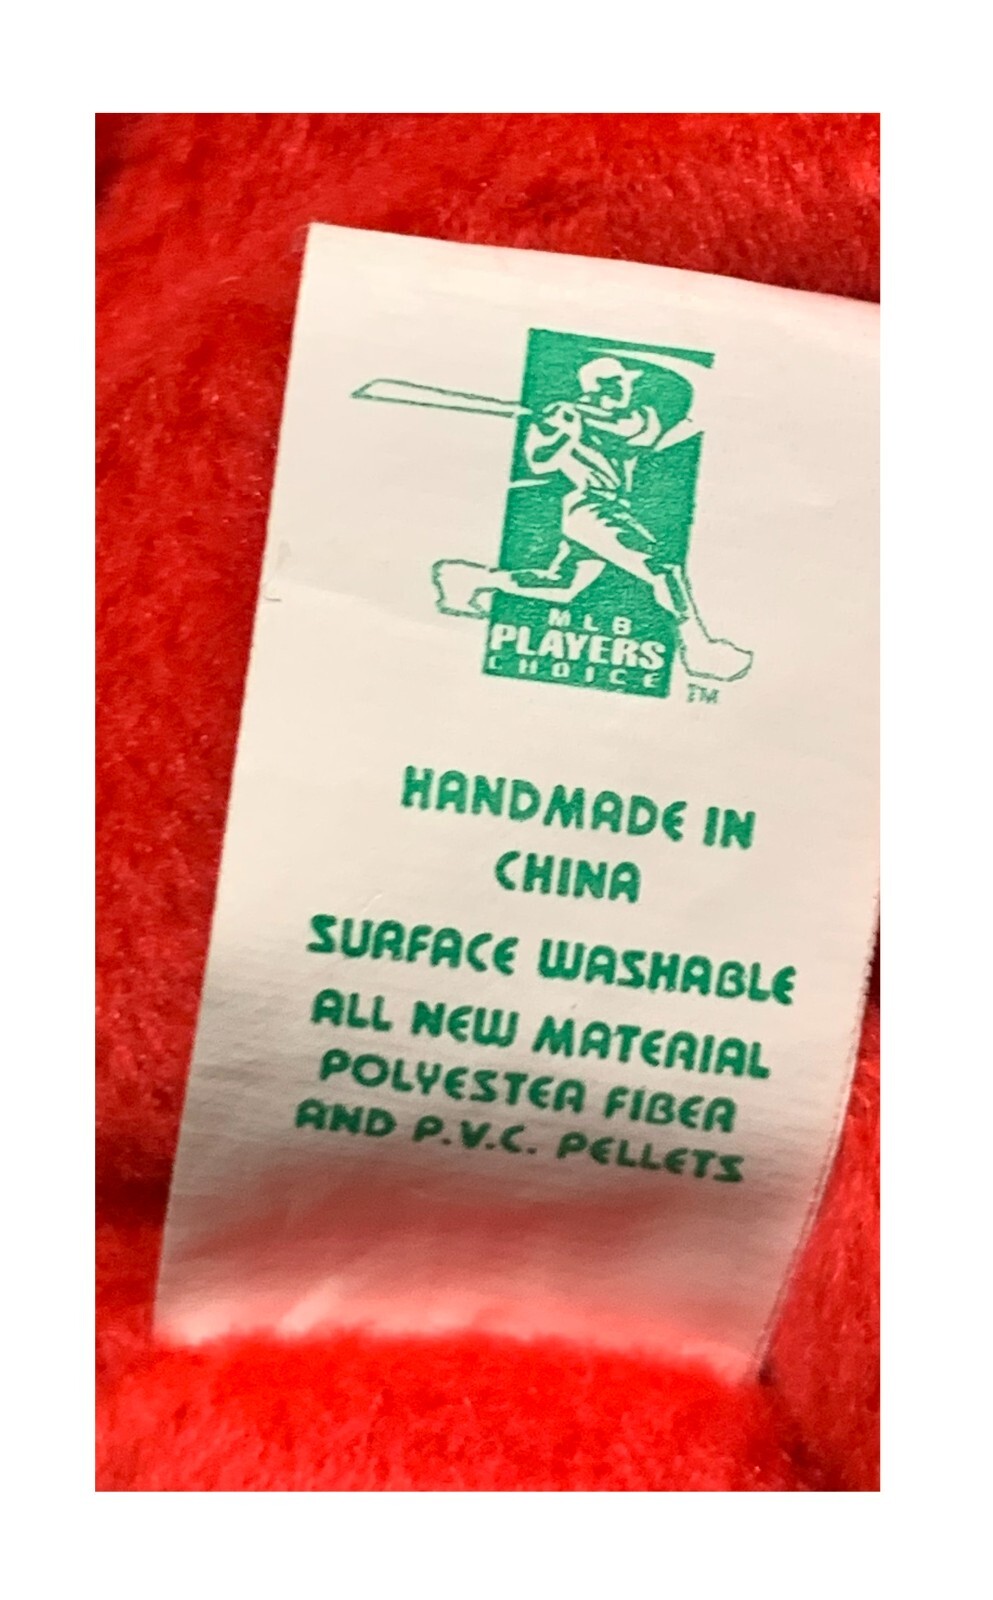 MLB
PLAYERS
CHOICE
TM
HANDMADE IN
CHINA
SURFACE WASHABLE
ALL NEW MATERIAL
POLYESTER FIBER
AND P.V.C. PELLETS